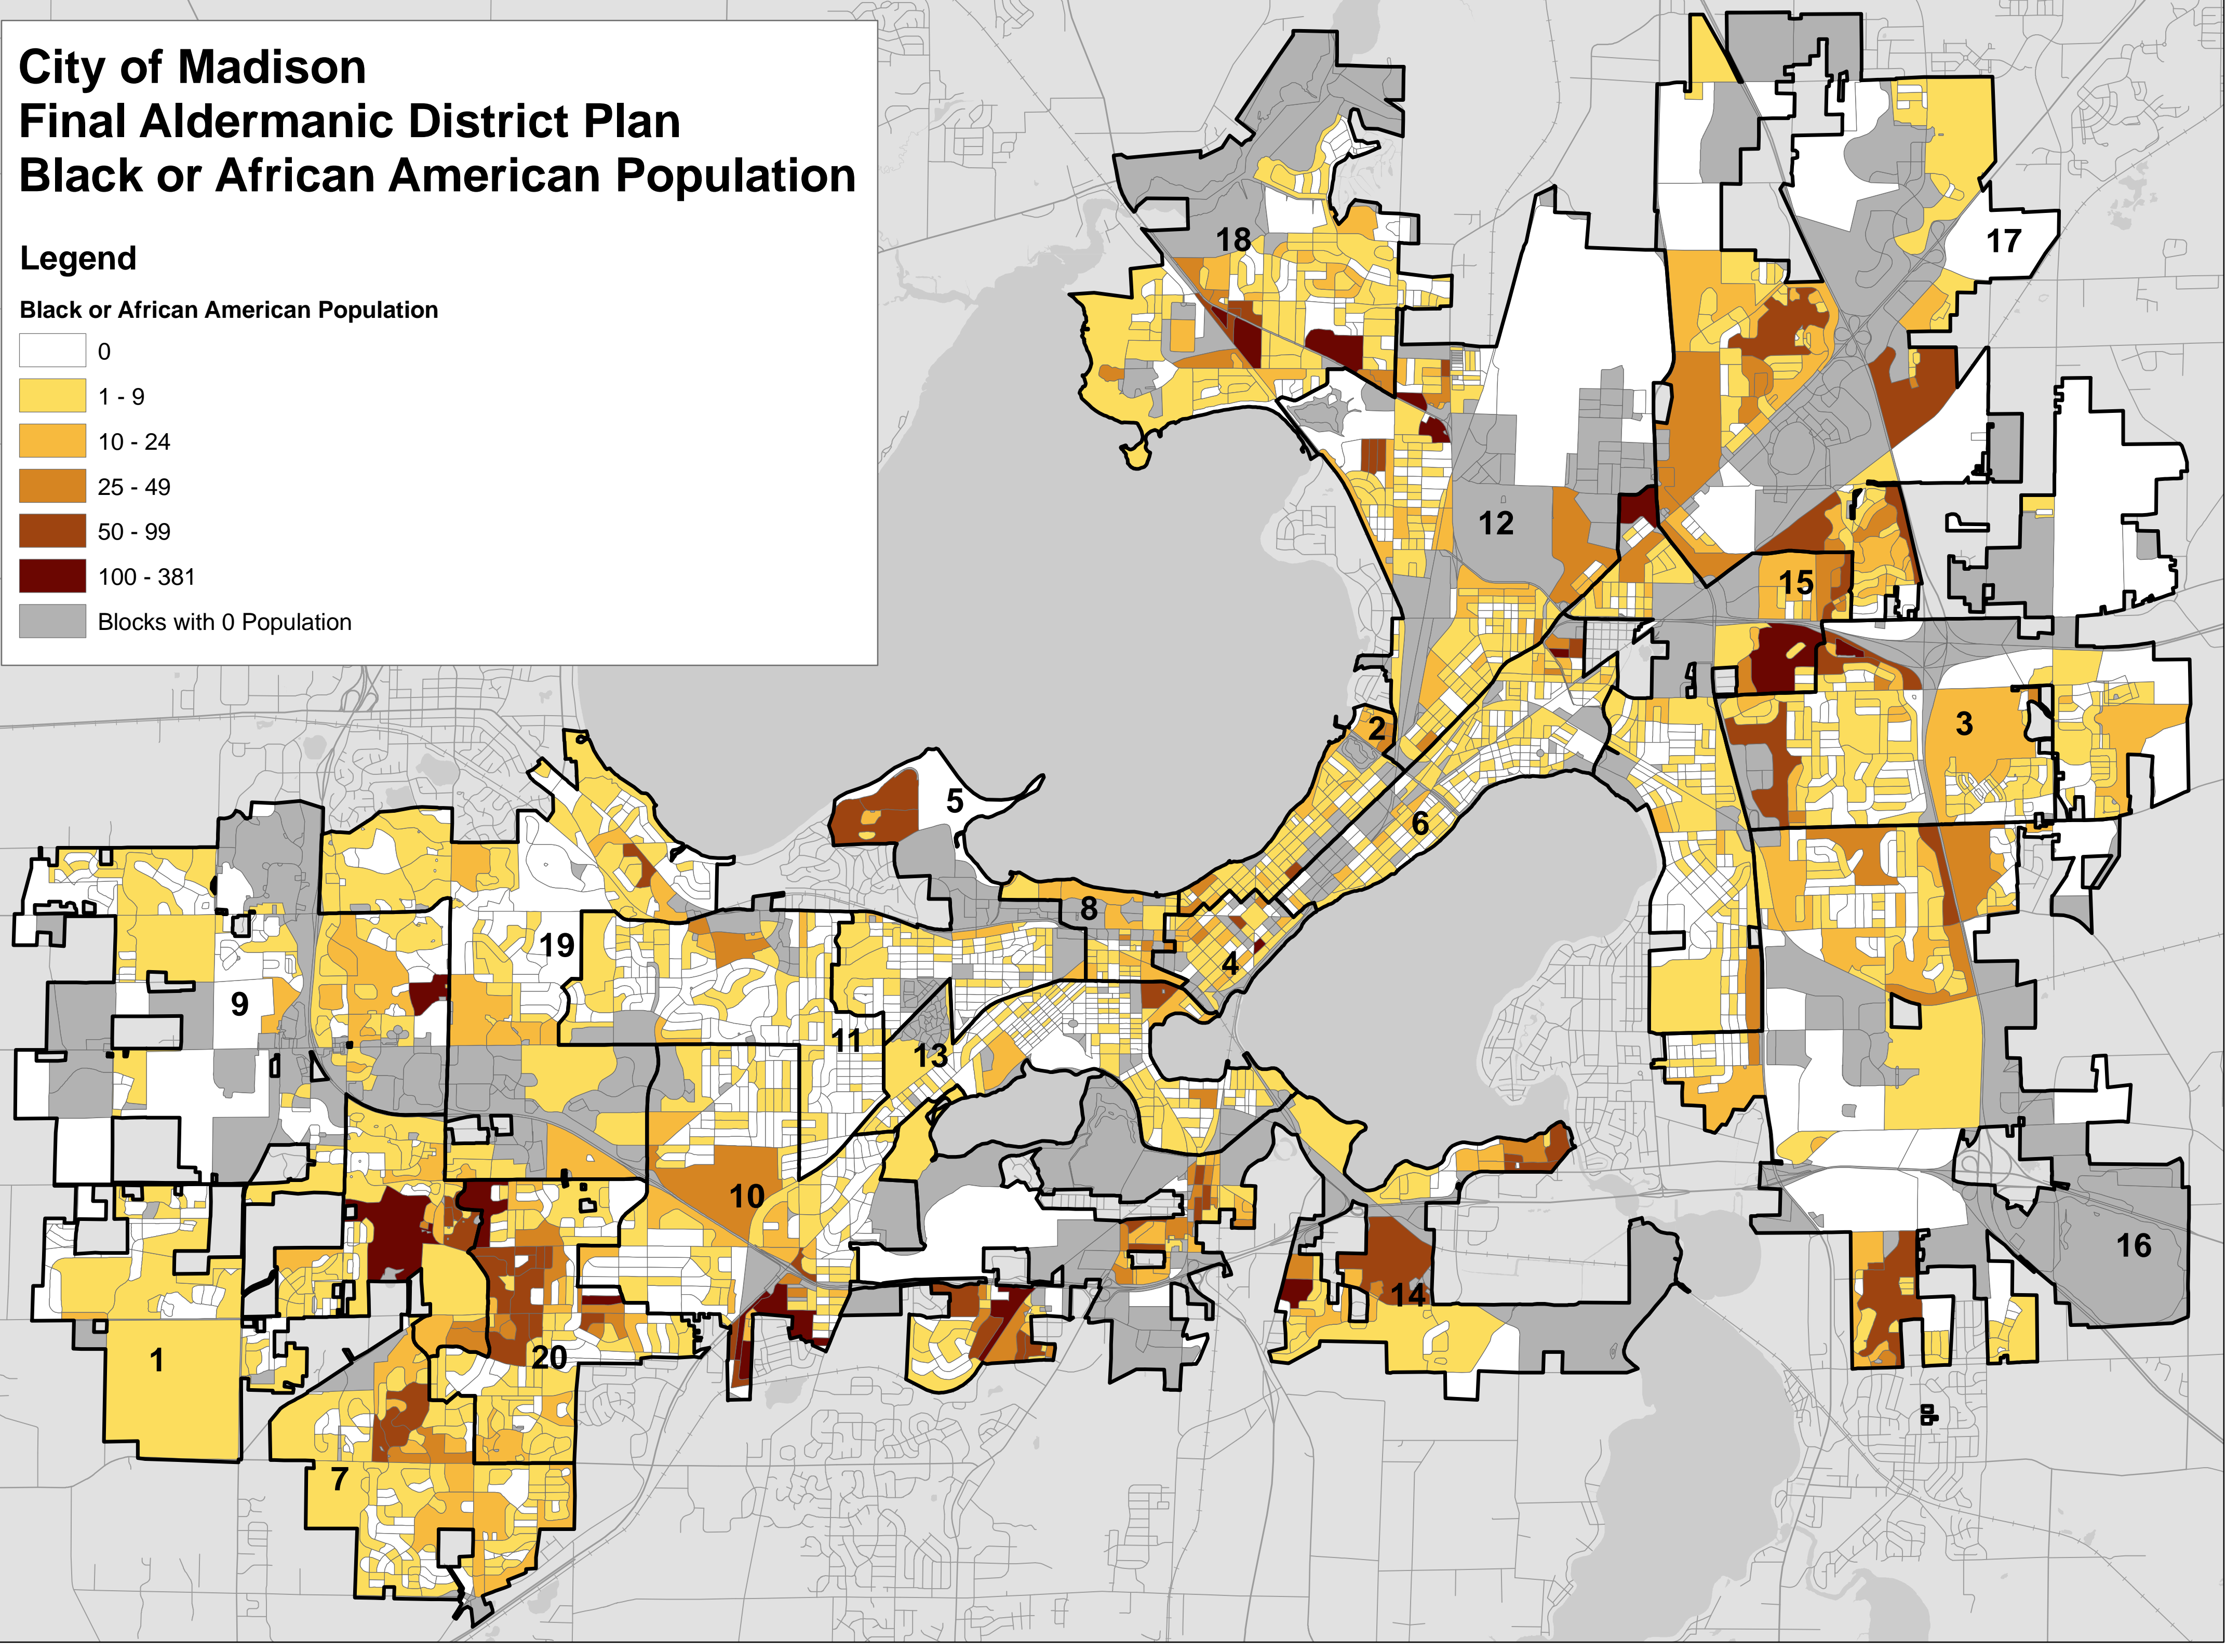 City of Madison
Final Aldermanic District Plan
Black or African American Population
Legend
Black or African American Population
0
1 - 9
10 - 24
25 - 49
50 - 99
100 - 381
Blocks with 0 Population
18
17
12
15
2
3
5
6
8
4
19
9
11
13
10
16
14
1
20
7